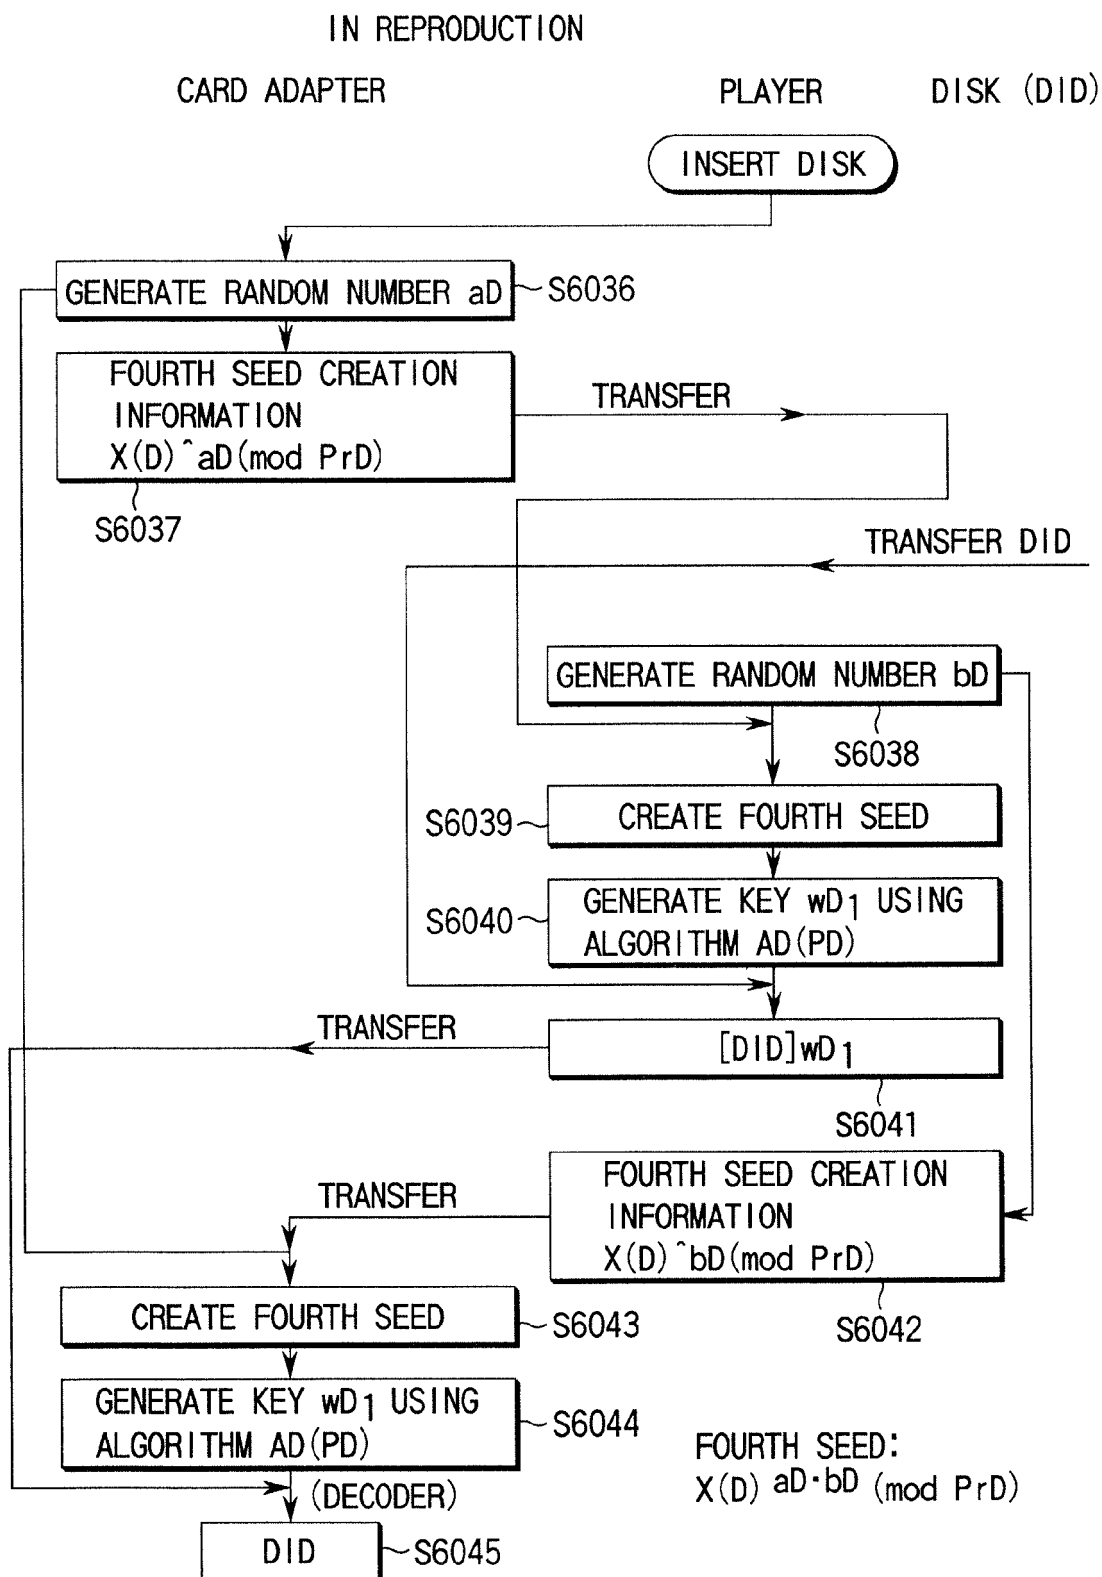 IN REPRODUCTION
CARD ADAPTER
PLAYER
DISK (DID)
INSERT DISK
GENERATE RANDOM NUMBER aD
S6036
FOURTH SEED CREATION
INFORMATION
X(D)^aD(mod PrD)
S6037
TRANSFER
TRANSFER DID
GENERATE RANDOM NUMBER bD
S6038
S6039
CREATE FOURTH SEED
S6040
GENERATE KEY wD1 USING
ALGORITHM AD(PD)
TRANSFER
[DID]wD1
S6041
TRANSFER
FOURTH SEED CREATION
INFORMATION
X(D)^bD(mod PrD)
S6042
CREATE FOURTH SEED
S6043
GENERATE KEY wD1 USING
ALGORITHM AD(PD)
S6044
(DECODER)
DID
S6045
FOURTH SEED:
X(D) aD·bD (mod PrD)